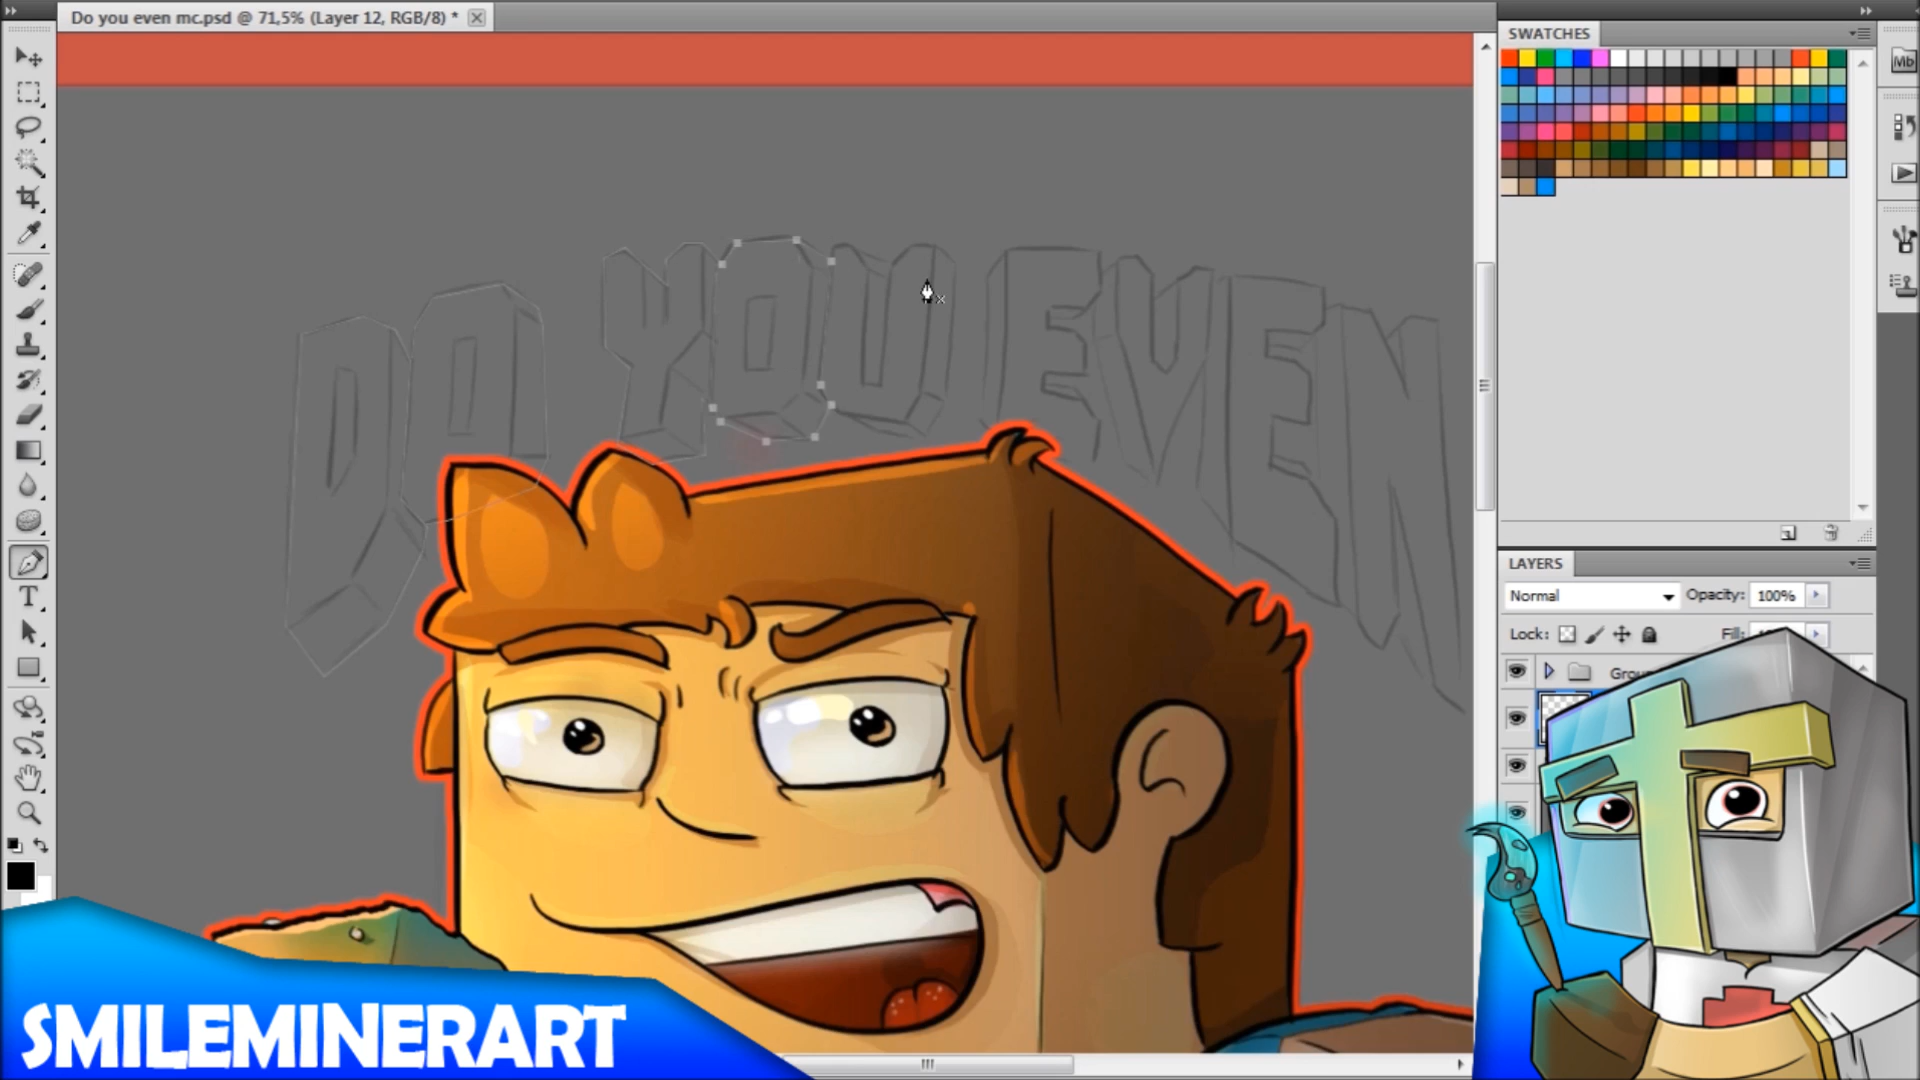 Do you even mc.psd @ 71,5% (Layer 12, RGB/8) *
SWATCHES
Mb
DO YOU EVEN
T
LAYERS
Normal
Opacity: 100%
Lock:
Fill:
SMILEMINERART